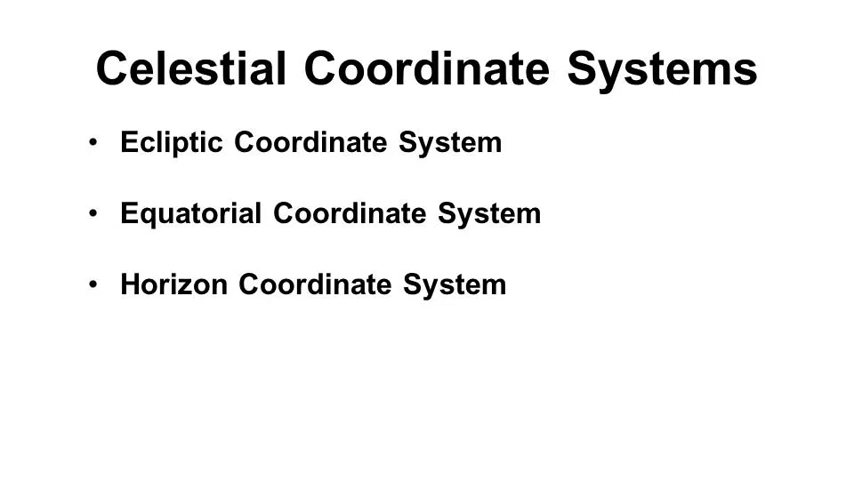 Celestial Coordinate Systems
• Ecliptic Coordinate System
• Equatorial Coordinate System
• Horizon Coordinate System